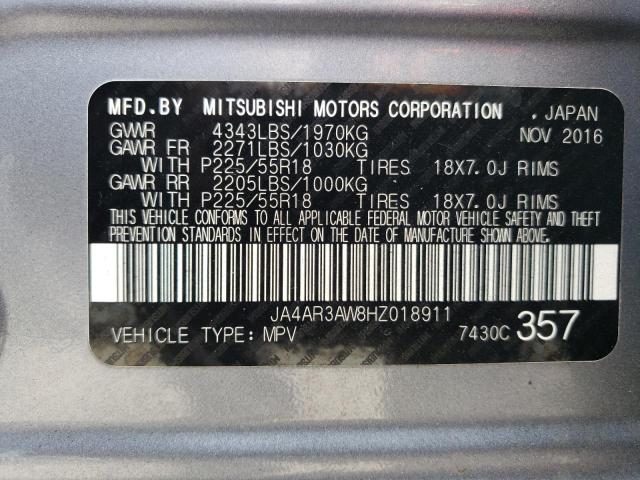 MFD.BY MITSUBISHI MOTORS CORPORATION . JAPAN
GVWR 4343LBS/1970KG NOV 2016
GAWR FR 2271LBS/1030KG
WITH P225/55R18 TIRES 18X7.0J RIMS
GAWR RR 2205LBS/1000KG
WITH P225/55R18 TIRES 18X7.0J RIMS
THIS VEHICLE CONFORMS TO ALL APPLICABLE FEDERAL MOTOR VEHICLE SAFETY AND THEFT
PREVENTION STANDARDS IN EFFECT ON THE DATE OF MANUFACTURE SHOWN ABOVE.
JA4AR3AW8HZ018911
VEHICLE TYPE: MPV 7430C 357